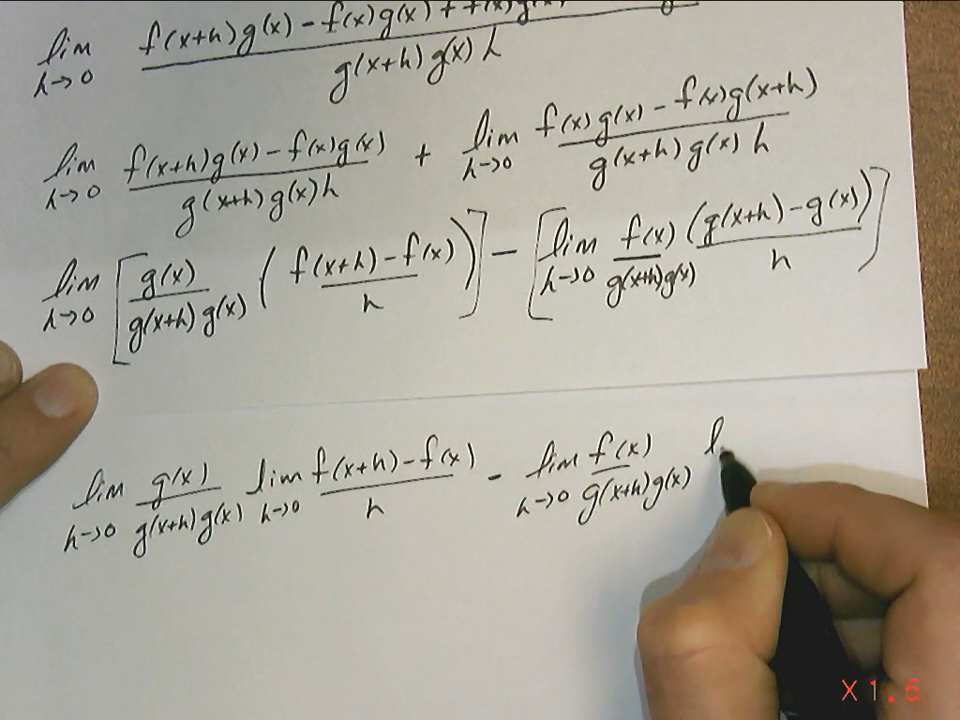 lim h→0 f(x+h)g(x) - f(x)g(x) + f(x)g(x)
g(x+h) g(x) h
lim h→0 f(x+h)g(x) - f(x)g(x) / g(x+h) g(x) h + lim h→0 f(x)g(x) - f(x)g(x+h) / g(x+h) g(x) h
lim h→0 [ g(x) / g(x+h) g(x) ( f(x+h) - f(x) / h ) ] - [ lim h→0 f(x) / g(x+h)g(x) ( g(x+h) - g(x) ) / h ]
lim h→0 g(x) / g(x+h) g(x) lim h→0 f(x+h) - f(x) / h - lim h→0 f(x) / g(x+h)g(x) l
X1.6